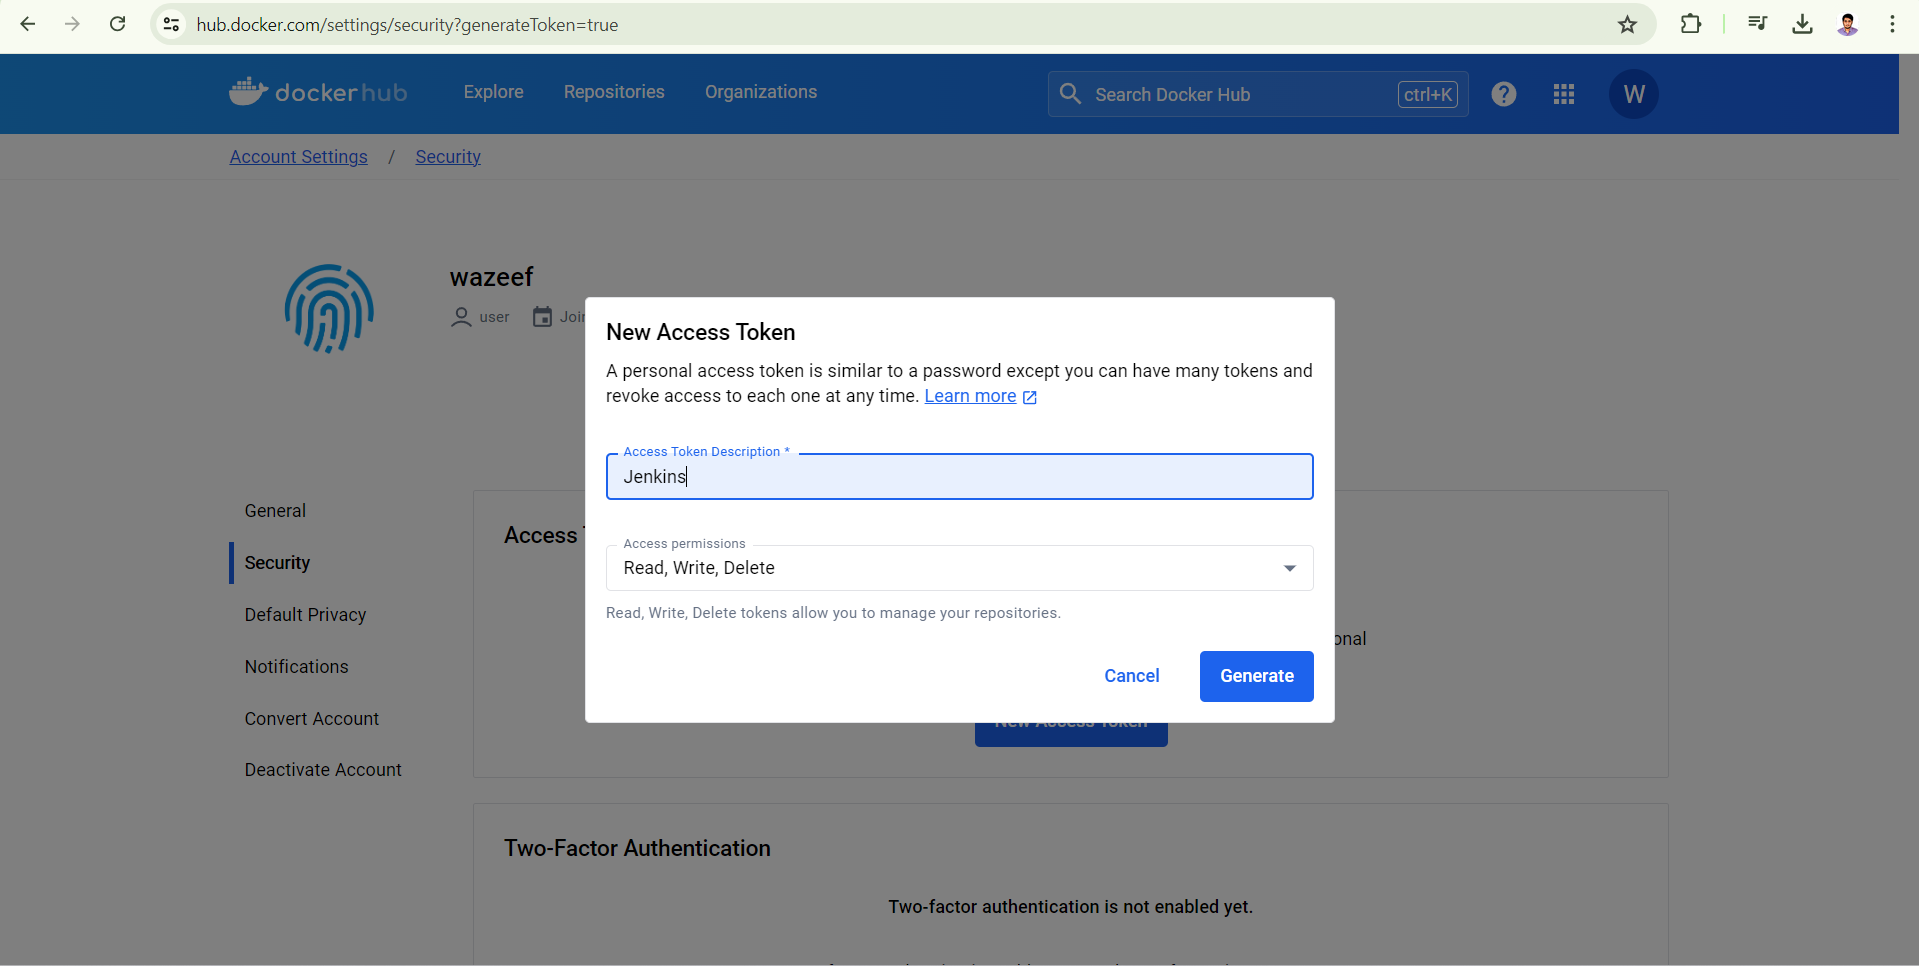 hub.docker.com/settings/security?generateToken=true
dockerhub Explore Repositories Organizations Search Docker Hub ctrl+K ? W
Account Settings / Security
wazeef
user Join
New Access Token
A personal access token is similar to a password except you can have many tokens and
revoke access to each one at any time. Learn more
Access Token Description *
Jenkins
Access permissions
Read, Write, Delete
Read, Write, Delete tokens allow you to manage your repositories.
Cancel Generate
General
Security
Default Privacy
Notifications
Convert Account
Deactivate Account
Access
onal
New Access Token
Two-Factor Authentication
Two-factor authentication is not enabled yet.